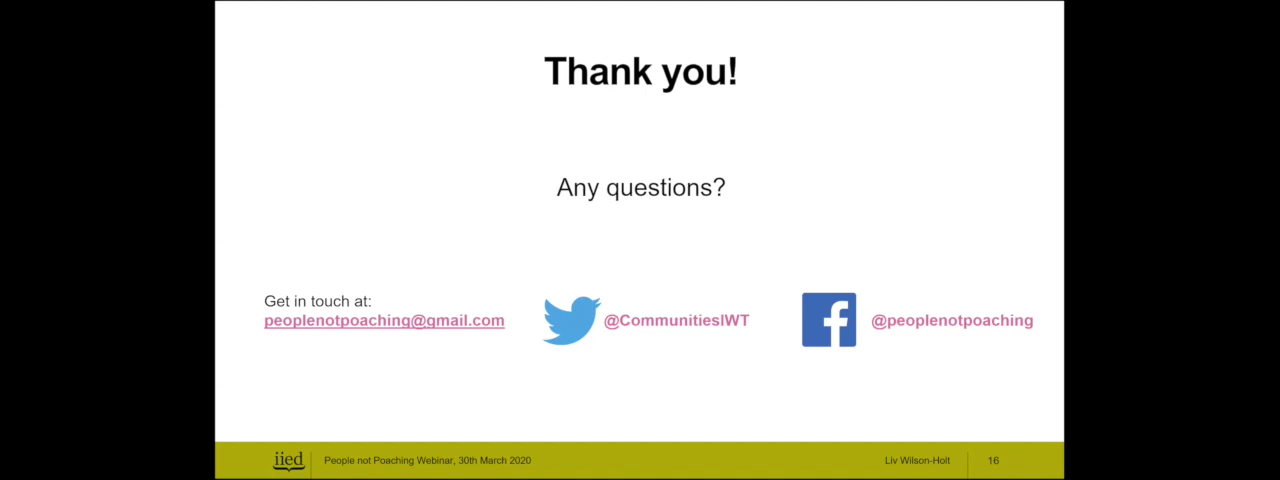 Thank you!
Any questions?
Get in touch at:
peoplenotpoaching@gmail.com
@CommunitiesIWT
@peoplenotpoaching
iied
People not Poaching Webinar, 30th March 2020
Liv Wilson-Holt
16